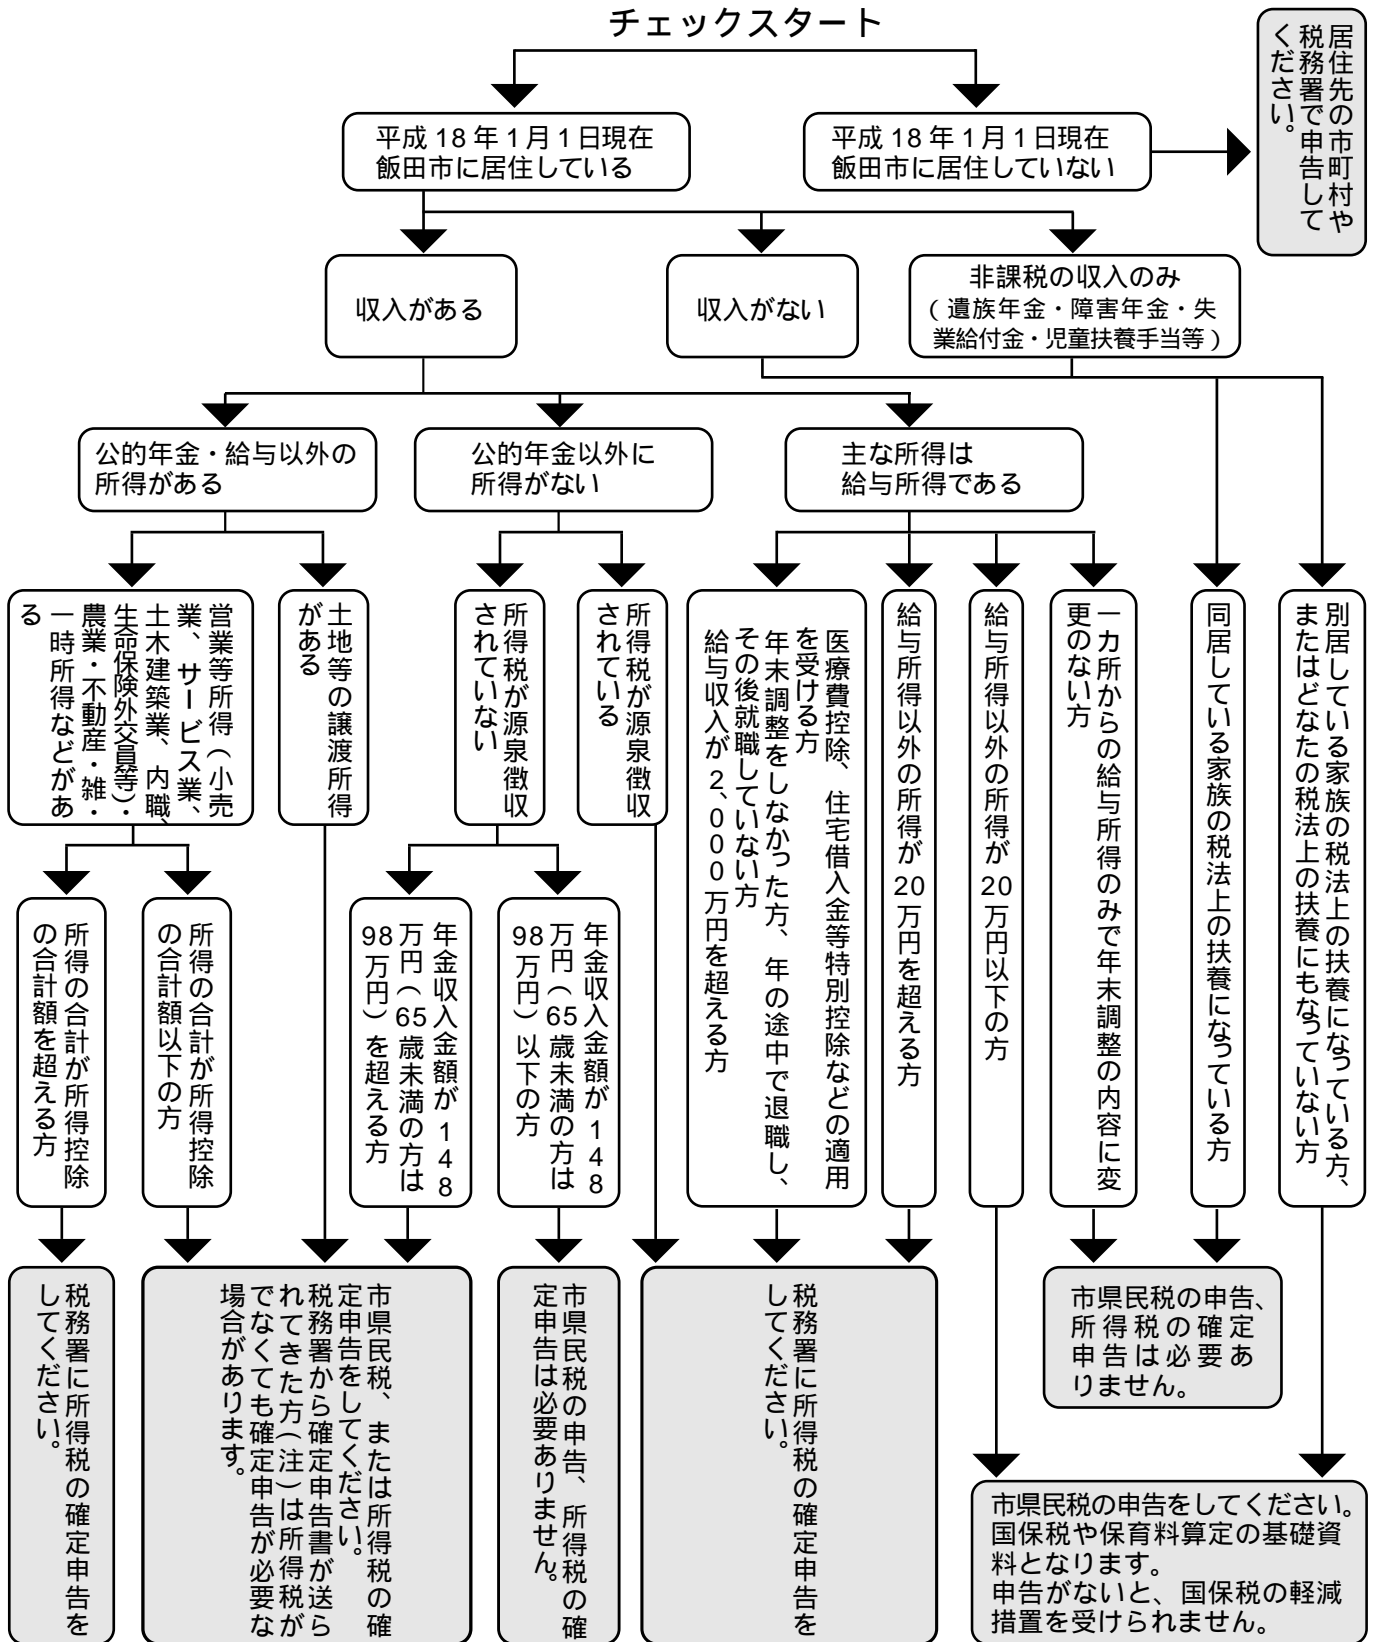 チェックスタート
居住先の市町村や
税務署で申告して
ください。
平成 18 年 1 月 1 日現在
飯田市に居住している
平成 18 年 1 月 1 日現在
飯田市に居住していない
収入がある
収入がない
非課税の収入のみ
（遺族年金・障害年金・失
業給付金・児童扶養手当等）
公的年金・給与以外の
所得がある
公的年金以外に
所得がない
主な所得は
給与所得である
営業等所得（小売
業、サービス業、
土木建築業、内職、
生命保険外交員等）・
農業・不動産・雑・
一時所得などがあ
る
土地等の譲渡所得
がある
所得税が源泉徴収
されていない
所得税が源泉徴収
されている
医療費控除、住宅借入金等特別控除などの適用
を受ける方
年末調整をしなかった方、年の途中で退職し、
その後就職していない方
給与収入が 2,000 万円を超える方
給与所得以外の所得が 20 万円を超える方
給与所得以外の所得が 20 万円以下の方
一カ所からの給与所得のみで年末調整の内容に変
更のない方
同居している家族の税法上の扶養になっている方
別居している家族の税法上の扶養になっている方、
またはどなたの税法上の扶養にもなっていない方
所得の合計が所得控除
の合計額を超える方
所得の合計が所得控除
の合計額以下の方
年金収入金額が 148
万円（65 歳未満の方は
98 万円）を超える方
年金収入金額が 148
万円（65 歳未満の方は
98 万円）以下の方
税務署に所得税の確定申告を
してください。
市県民税、または所得税の確
定申告をしてください。
税務署から確定申告書が送ら
れてきた方（注）は所得税が
でなくても確定申告が必要な
場合があります。
市県民税の申告、所得税の確
定申告は必要ありません。
税務署に所得税の確定申告を
してください。
市県民税の申告、
所得税の確定
申告は必要あ
りません。
市県民税の申告をしてください。
国保税や保育料算定の基礎資
料となります。
申告がないと、国保税の軽減
措置を受けられません。